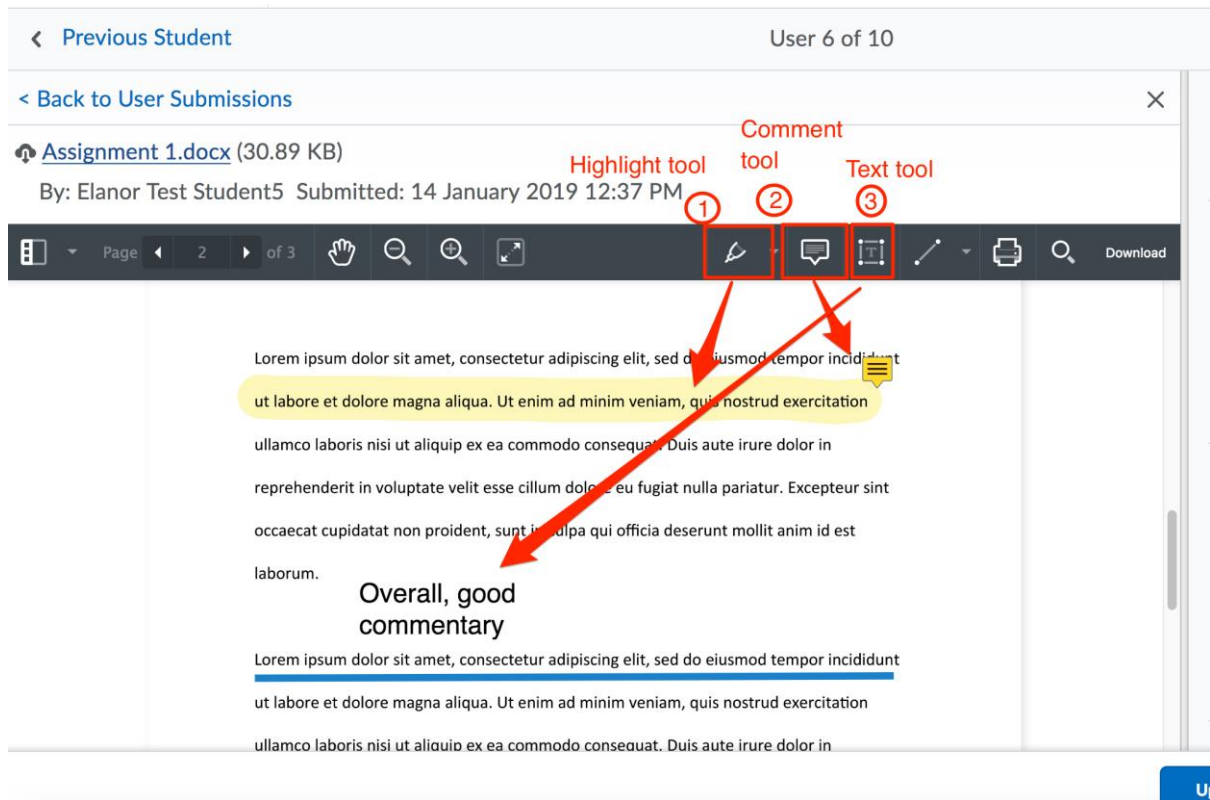 Previous Student
User 6 of 10
< Back to User Submissions
Assignment 1.docx (30.89 KB)
By: Elanor Test Student5 Submitted: 14 January 2019 12:37 PM
Highlight tool
Comment
tool
Text tool
1
2
3
Page 2 of 3
T
Download
Lorem ipsum dolor sit amet, consectetur adipiscing elit, sed do eiusmod tempor incididunt
ut labore et dolore magna aliqua. Ut enim ad minim veniam, quis nostrud exercitation
ullamco laboris nisi ut aliquip ex ea commodo consequat. Duis aute irure dolor in
reprehenderit in voluptate velit esse cillum dolore eu fugiat nulla pariatur. Excepteur sint
occaecat cupidatat non proident, sunt in culpa qui officia deserunt mollit anim id est
laborum.
Overall, good
commentary
Lorem ipsum dolor sit amet, consectetur adipiscing elit, sed do eiusmod tempor incididunt
ut labore et dolore magna aliqua. Ut enim ad minim veniam, quis nostrud exercitation
ullamco laboris nisi ut aliquip ex ea commodo consequat. Duis aute irure dolor in